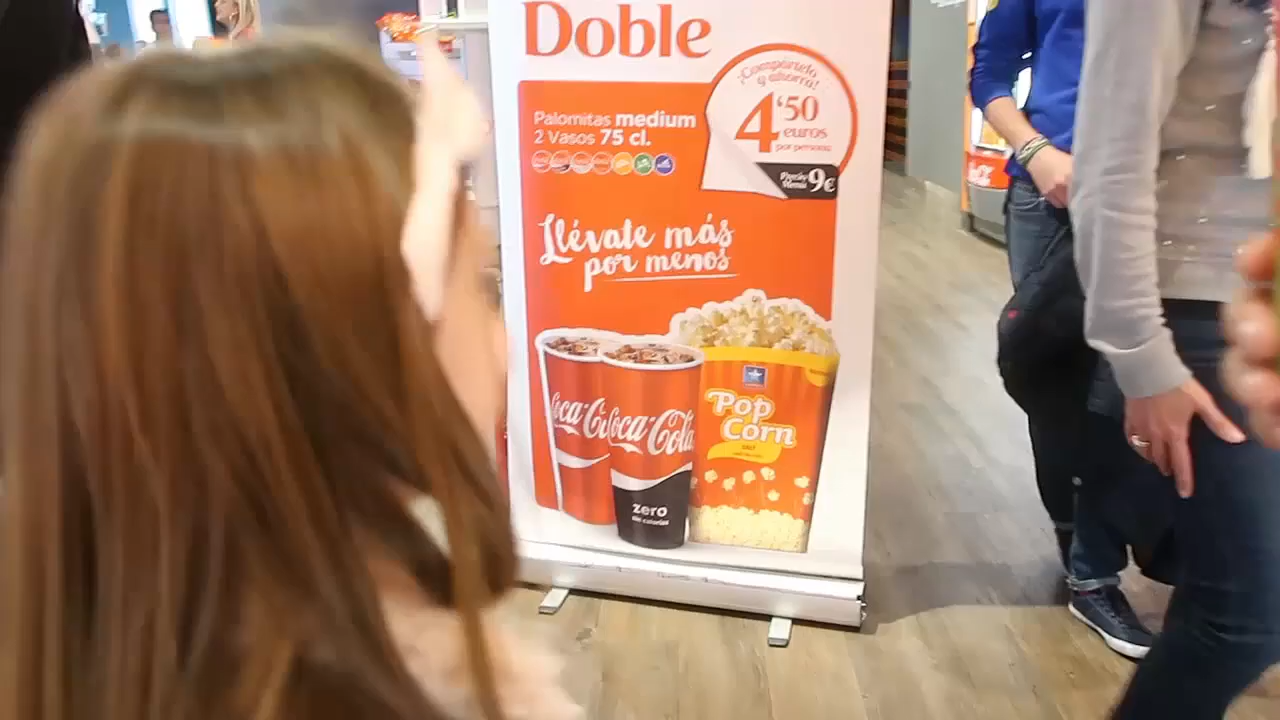 Doble
¡Compártelo
y ahorra!
4'50
euros
por persona
Precio
Menú 9€
Palomitas medium
2 Vasos 75 cl.
Llévate más
por menos
Coca-Cola
Coca-Cola
zero
sin calorías
Pop
Corn